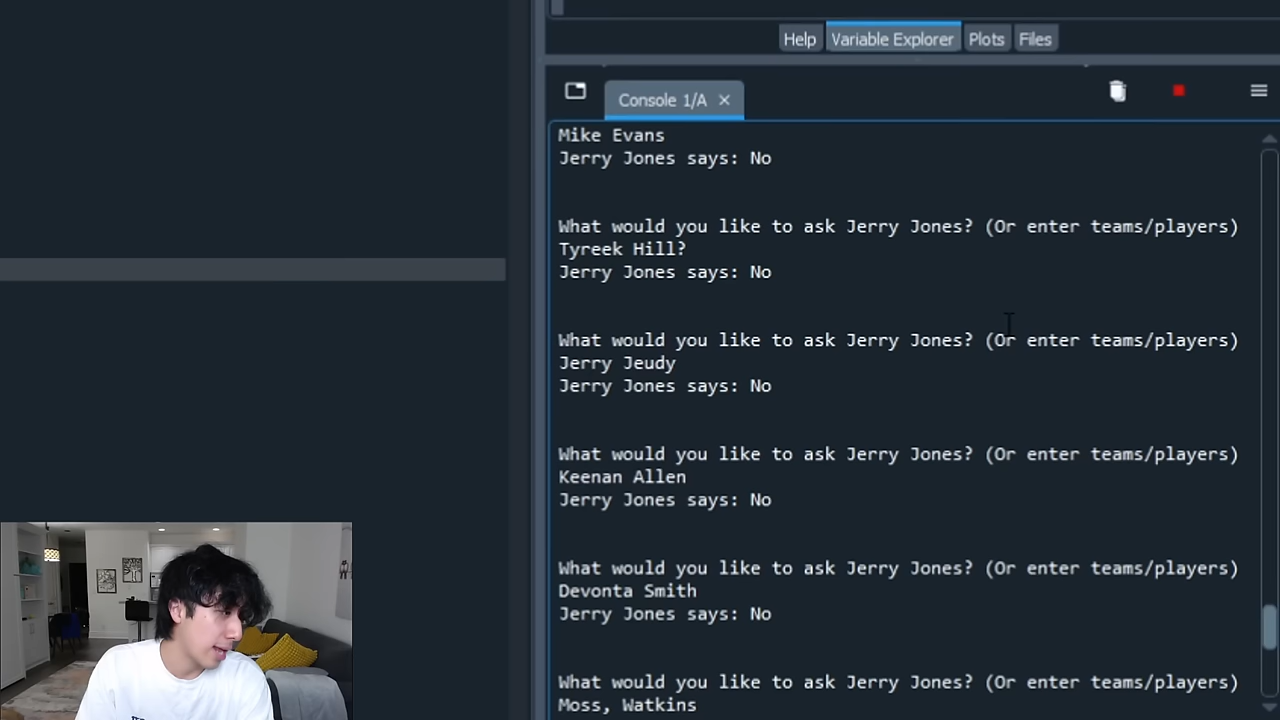 Help Variable Explorer Plots Files
Console 1/A
Mike Evans
Jerry Jones says: No
What would you like to ask Jerry Jones? (Or enter teams/players)
Tyreek Hill?
Jerry Jones says: No
What would you like to ask Jerry Jones? (Or enter teams/players)
Jerry Jeudy
Jerry Jones says: No
What would you like to ask Jerry Jones? (Or enter teams/players)
Keenan Allen
Jerry Jones says: No
What would you like to ask Jerry Jones? (Or enter teams/players)
Devonta Smith
Jerry Jones says: No
What would you like to ask Jerry Jones? (Or enter teams/players)
Moss, Watkins